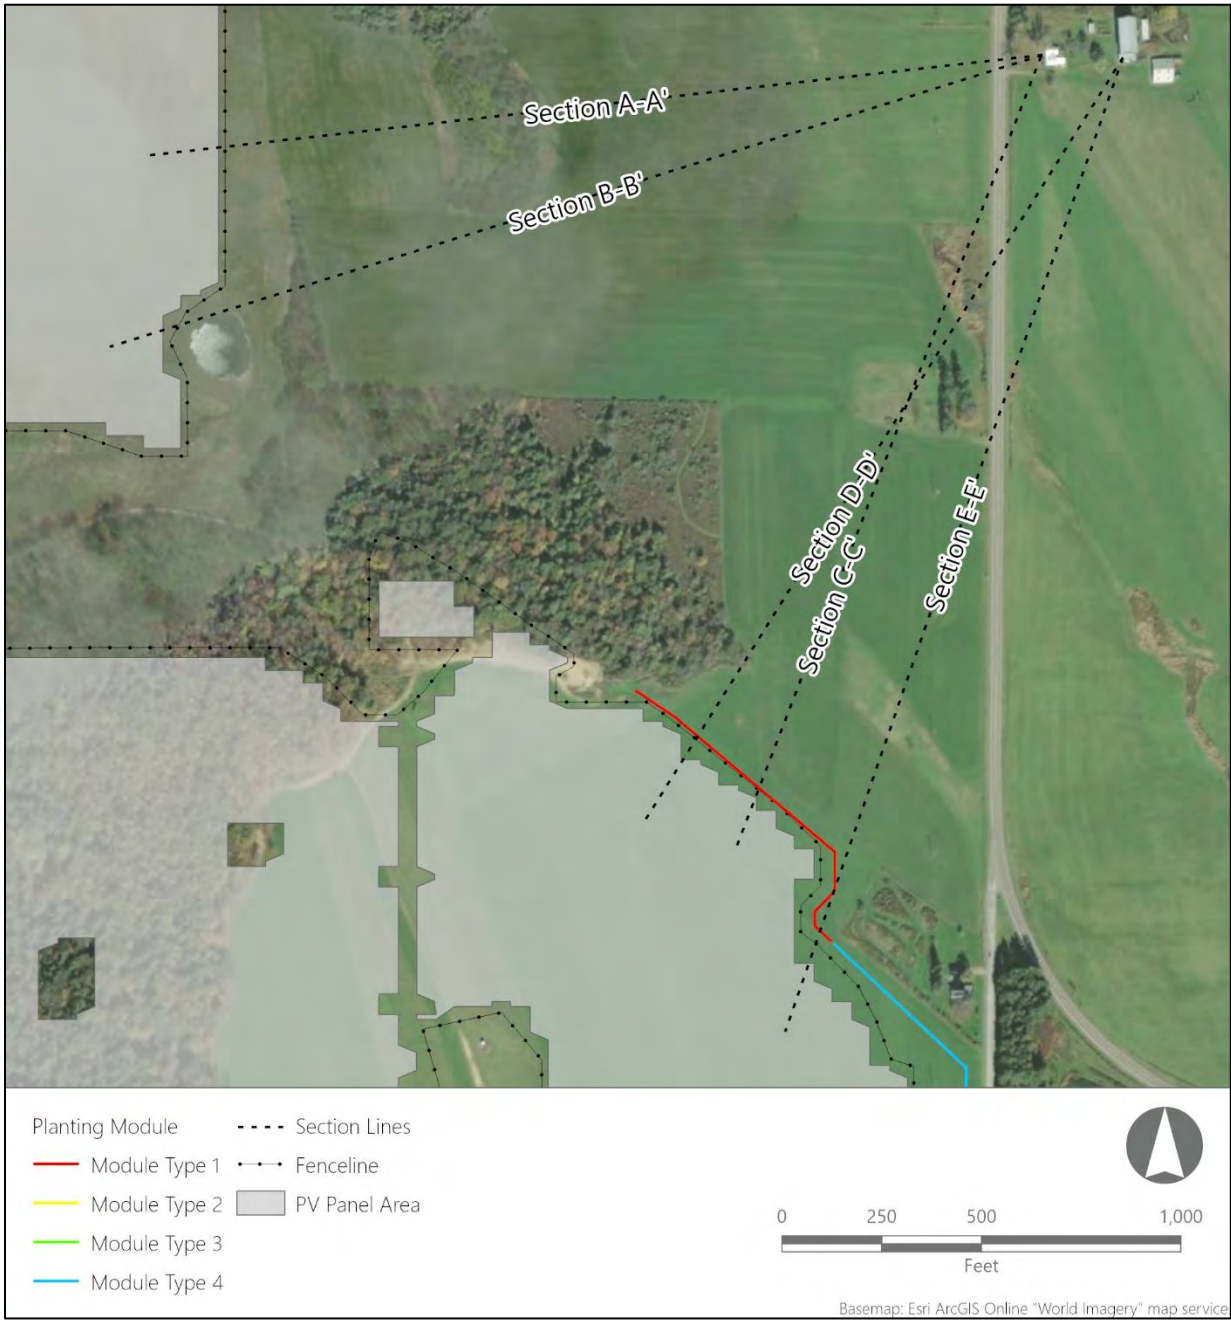 Section A-A'
Section B-B'
Section D-D'
Section C-C'
Section E-E'
Planting Module
Module Type 1
Module Type 2
Module Type 3
Module Type 4
Section Lines
Fenceline
PV Panel Area
0 250 500 1,000
Feet
Basemap: Esri ArcGIS Online "World Imagery" map service